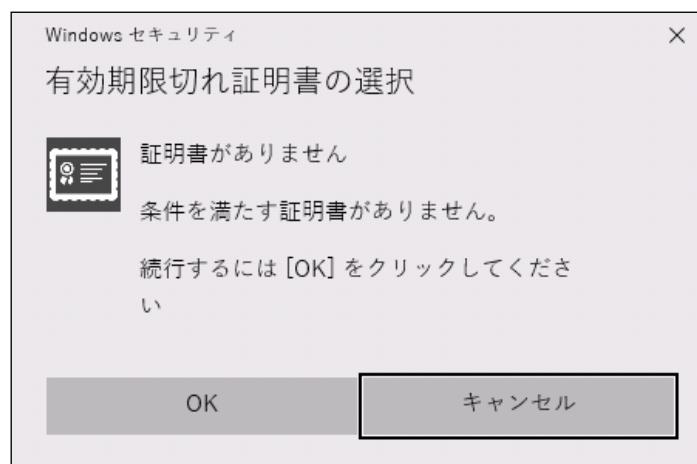 Windows セキュリティ
有効期限切れ証明書の選択
証明書がありません
条件を満たす証明書がありません。
続行するには [OK] をクリックしてくださ
い
OK
キャンセル